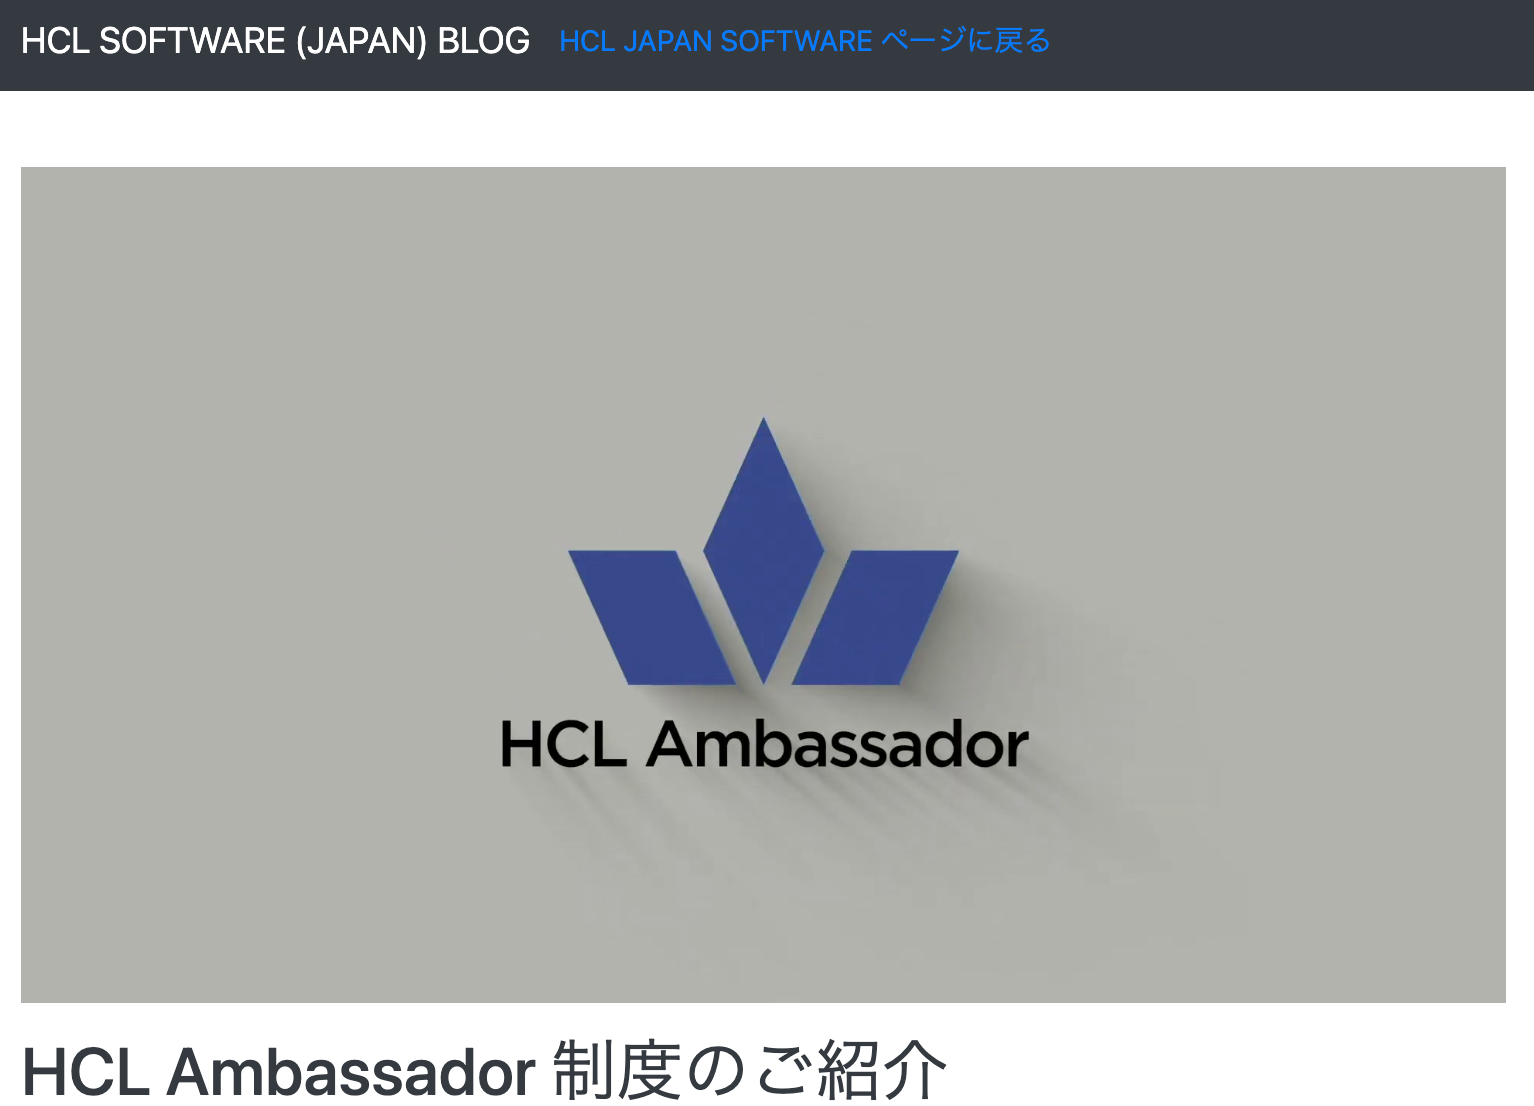 HCL SOFTWARE (JAPAN) BLOG HCL JAPAN SOFTWARE ページに戻る
HCL Ambassador
HCL Ambassador 制度のご紹介